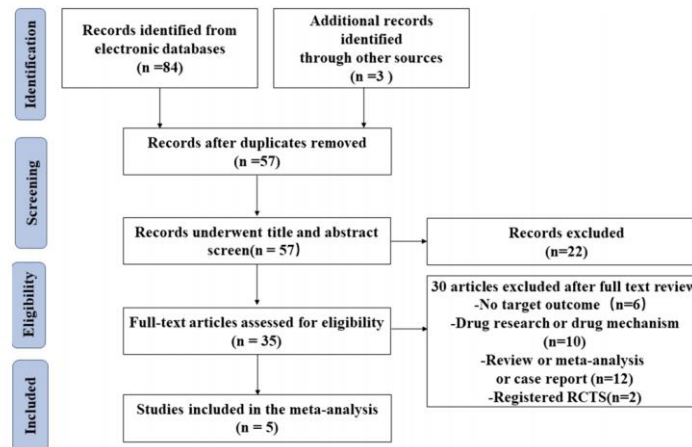 Identification
Records identified from
electronic databases
(n =84)
Additional records
identified
through other sources
(n =3 )
Screening
Records after duplicates removed
(n =57)
Records underwent title and abstract
screen(n = 57)
Records excluded
(n=22)
Eligibility
Full-text articles assessed for eligibility
(n = 35)
30 articles excluded after full text review
-No target outcome (n=6)
-Drug research or drug mechanism
(n=10)
-Review or meta-analysis
or case report (n=12)
-Registered RCTS(n=2)
Included
Studies included in the meta-analysis
(n = 5)